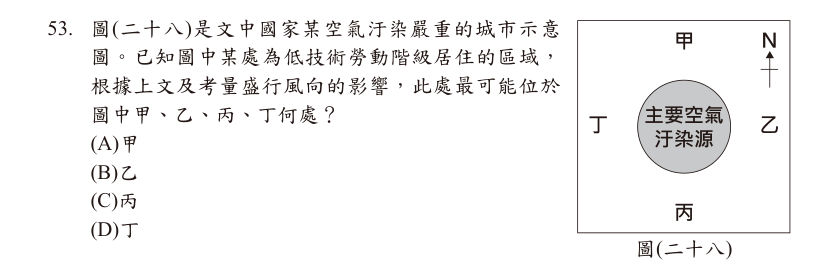 53. 圖(二十八)是文中國家某空氣汙染嚴重的城市示意
圖。已知圖中某處為低技術勞動階級居住的區域，
根據上文及考量盛行風向的影響，此處最可能位於
圖中甲、乙、丙、丁何處？
(A)甲
(B)乙
(C)丙
(D)丁
甲
N
丁
主要空氣
汙染源
乙
丙
圖(二十八)